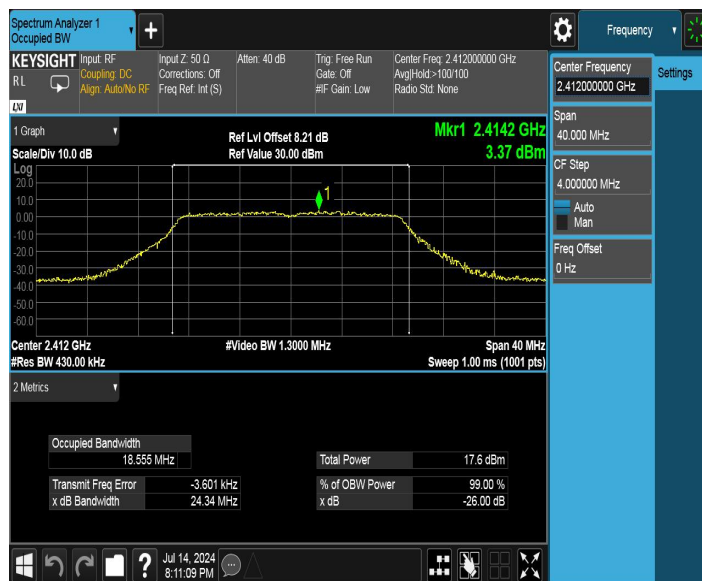 Spectrum Analyzer 1
Occupied BW
+
Frequency
KEYSIGHT
R L
LXI
Input: RF
Coupling: DC
Align: Auto/No RF
Input Z: 50 Ω
Corrections: Off
Freq Ref: Int (S)
Atten: 40 dB
Trig: Free Run
Gate: Off
#IF Gain: Low
Center Freq: 2.412000000 GHz
Avg|Hold:>100/100
Radio Std: None
Center Frequency
2.412000000 GHz
Settings
Span
40.000 MHz
CF Step
4.000000 MHz
Auto
Man
Freq Offset
0 Hz
1 Graph
Scale/Div 10.0 dB
Ref Lvl Offset 8.21 dB
Ref Value 30.00 dBm
Mkr1 2.4142 GHz
3.37 dBm
Log
20.0
10.0
0.00
-10.0
-20.0
-30.0
-40.0
-50.0
-60.0
1
Center 2.412 GHz
#Res BW 430.00 kHz
#Video BW 1.3000 MHz
Span 40 MHz
Sweep 1.00 ms (1001 pts)
2 Metrics
Occupied Bandwidth
18.555 MHz
Transmit Freq Error -3.601 kHz
x dB Bandwidth 24.34 MHz
Total Power 17.6 dBm
% of OBW Power 99.00 %
x dB -26.00 dB
?
Jul 14, 2024
8:11:09 PM